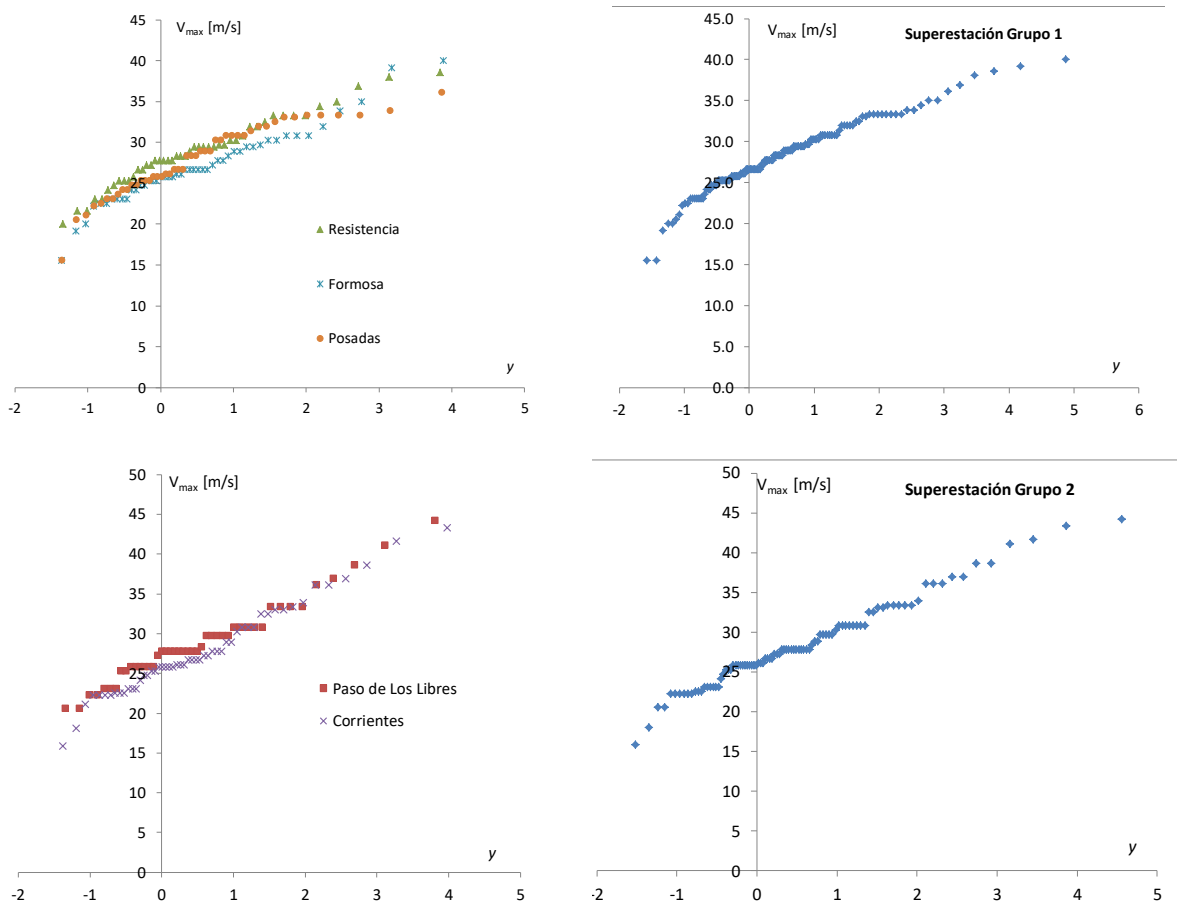 V_max [m/s]
45
40
35
30
25
20
15
10
5
0
-2 -1 0 1 2 3 4 5
y
Resistencia
Formosa
Posadas
Superestación Grupo 1
V_max [m/s]
45.0
40.0
35.0
30.0
25.0
20.0
15.0
10.0
5.0
0.0
-2 -1 0 1 2 3 4 5 6
y
V_max [m/s]
50
45
40
35
30
25
20
15
10
5
0
-2 -1 0 1 2 3 4 5
y
Paso de Los Libres
Corrientes
Superestación Grupo 2
V_max [m/s]
50
45
40
35
30
25
20
15
10
5
0
-2 -1 0 1 2 3 4 5
y